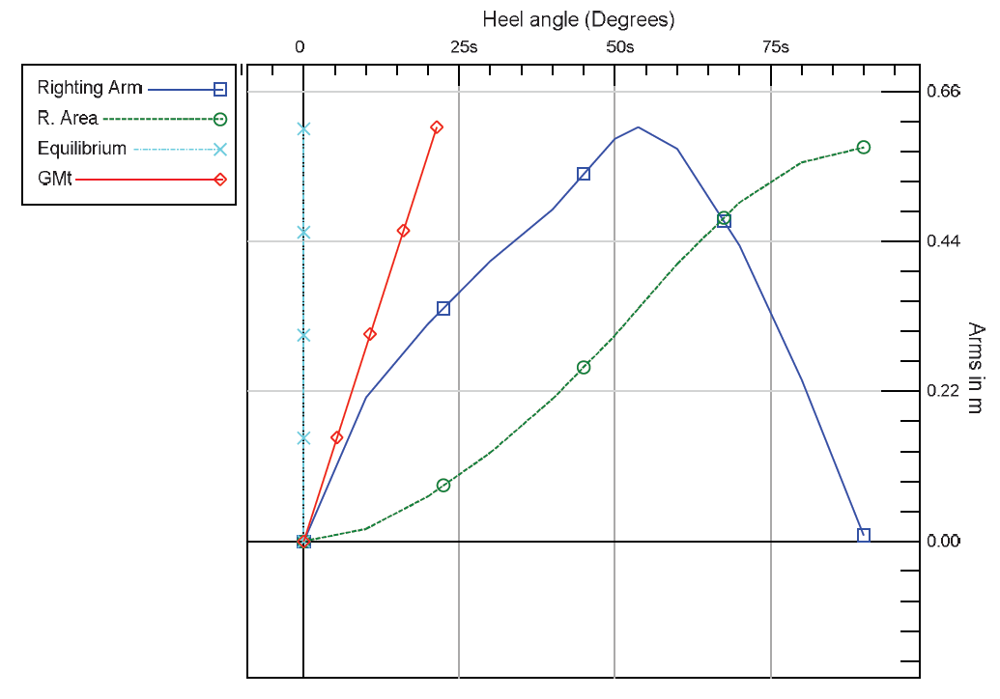 Heel angle (Degrees)
0 25s 50s 75s
Righting Arm
R. Area
Equilibrium
GMt
0.66
0.44
0.22
0.00
Arms in m